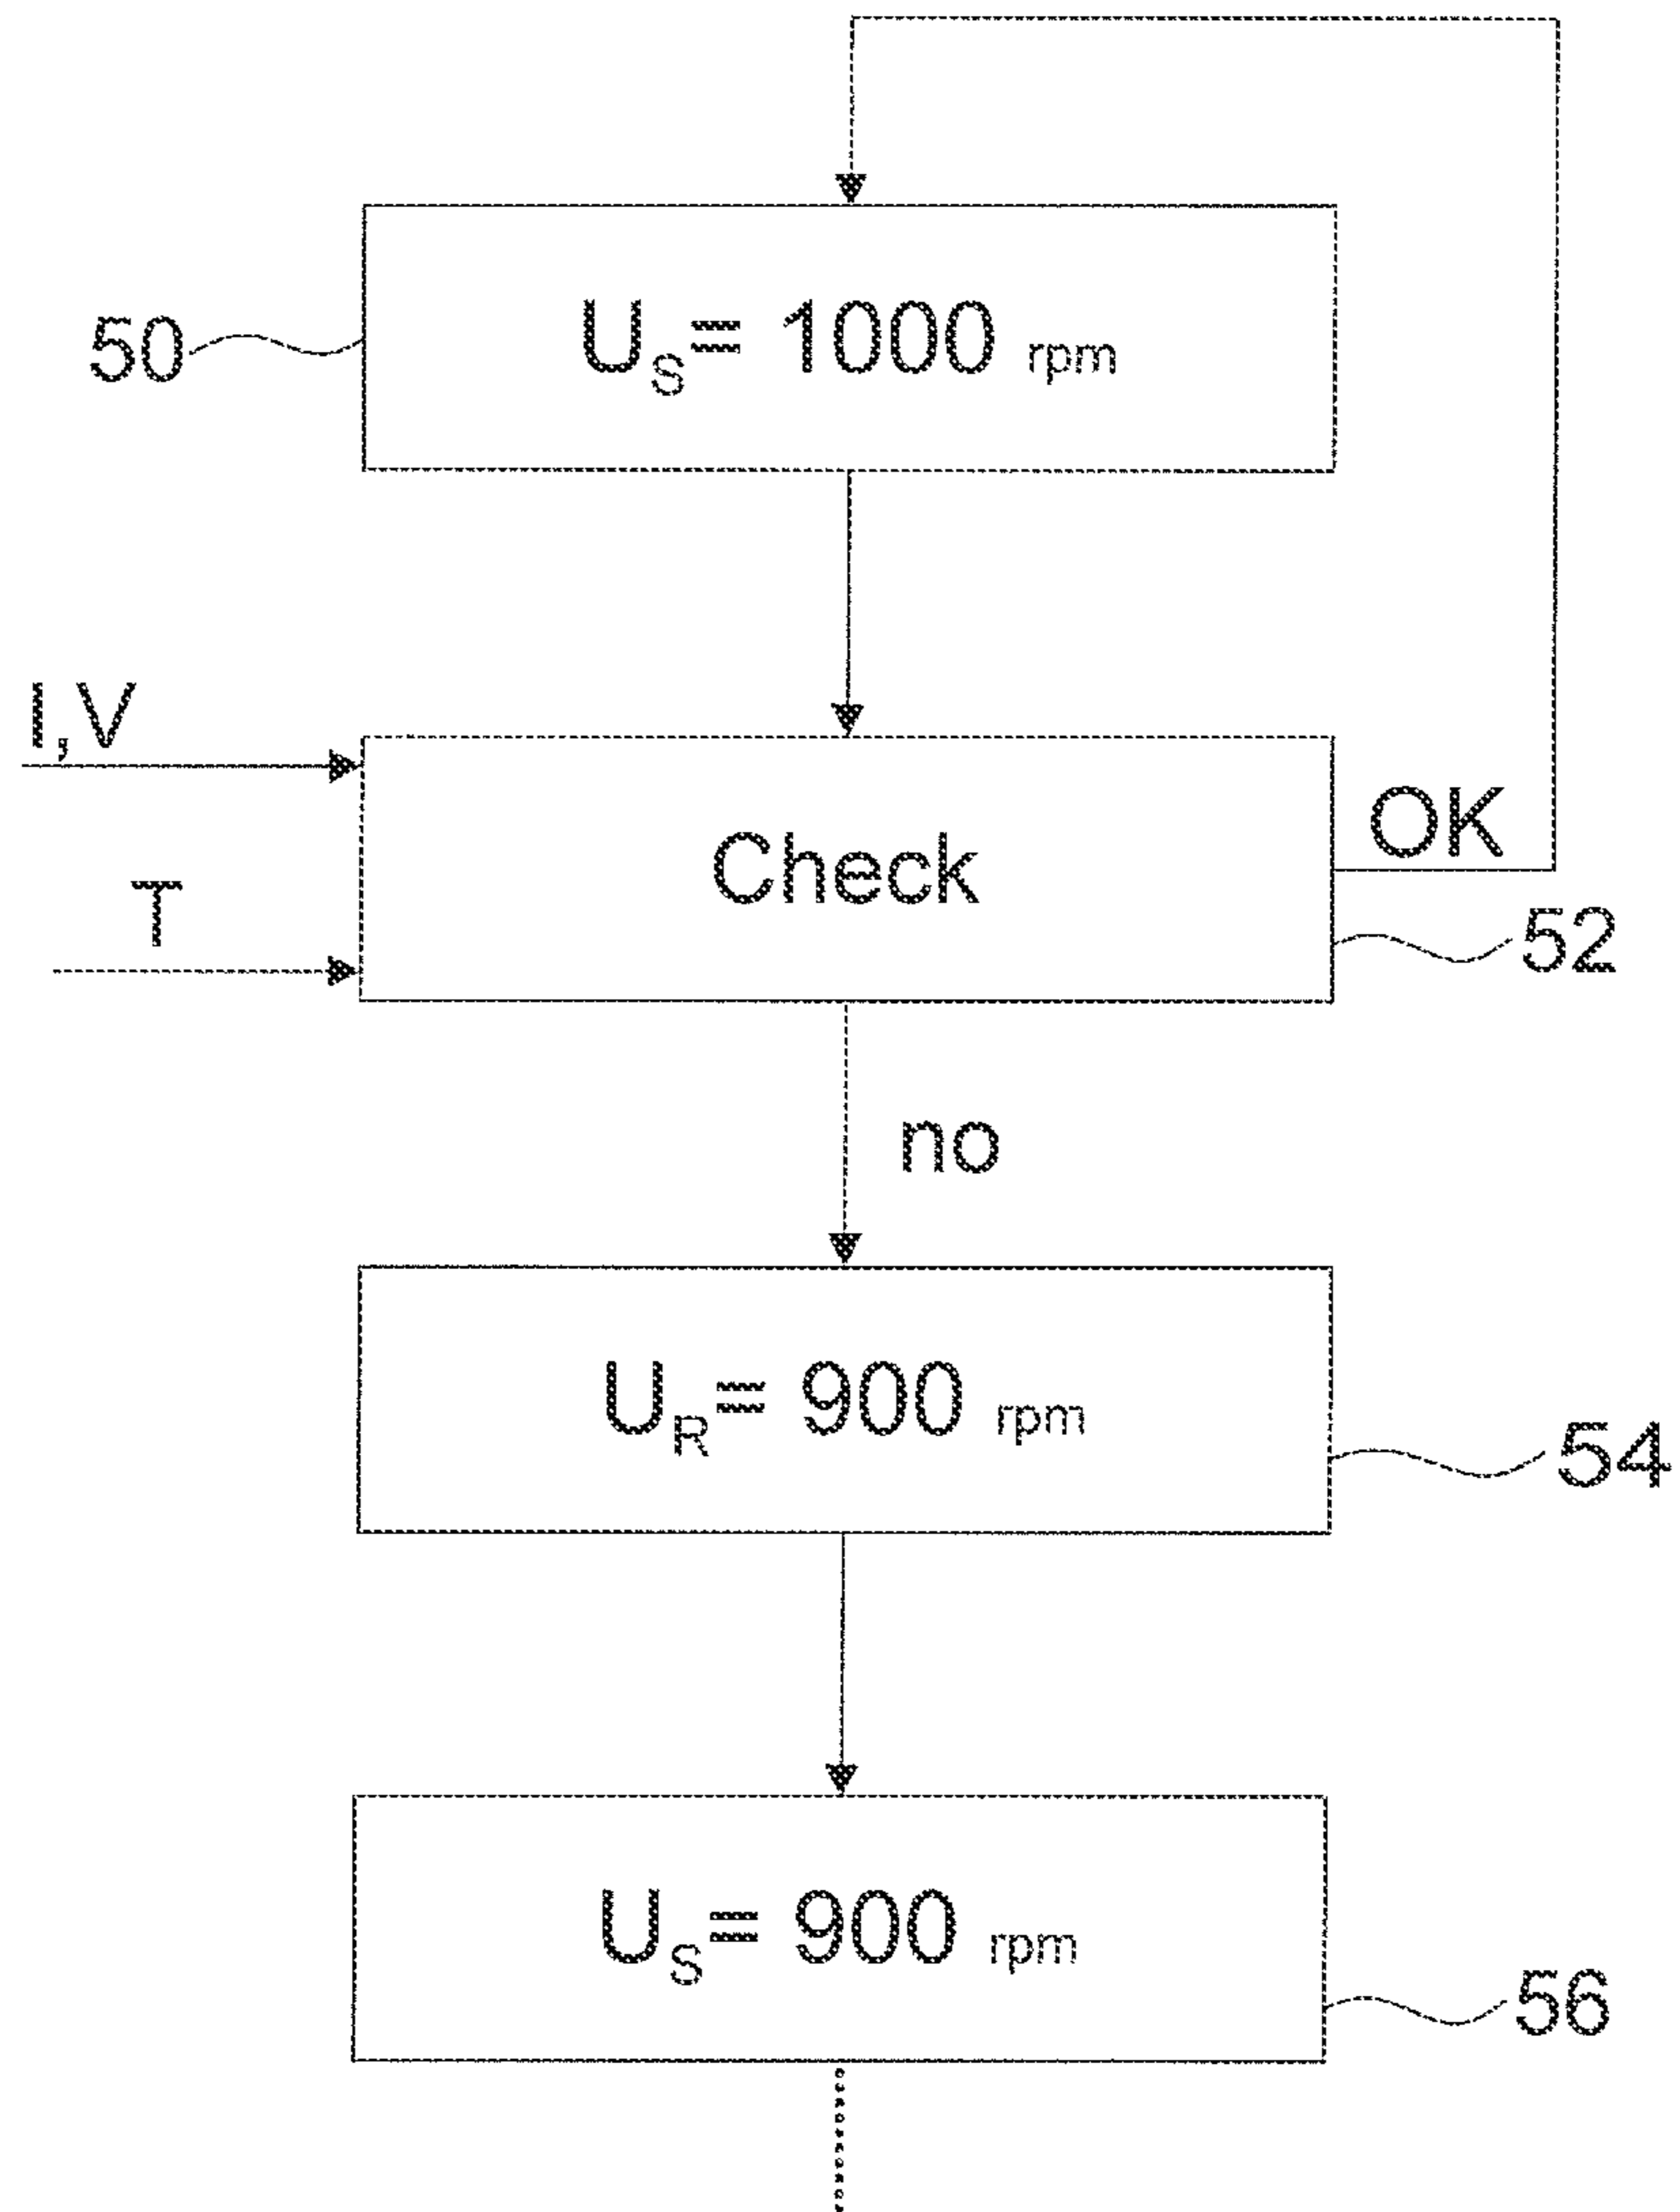 50
U_S = 1000 rpm
I,V
T
Check
OK
52
no
U_R = 900 rpm
54
U_S = 900 rpm
56